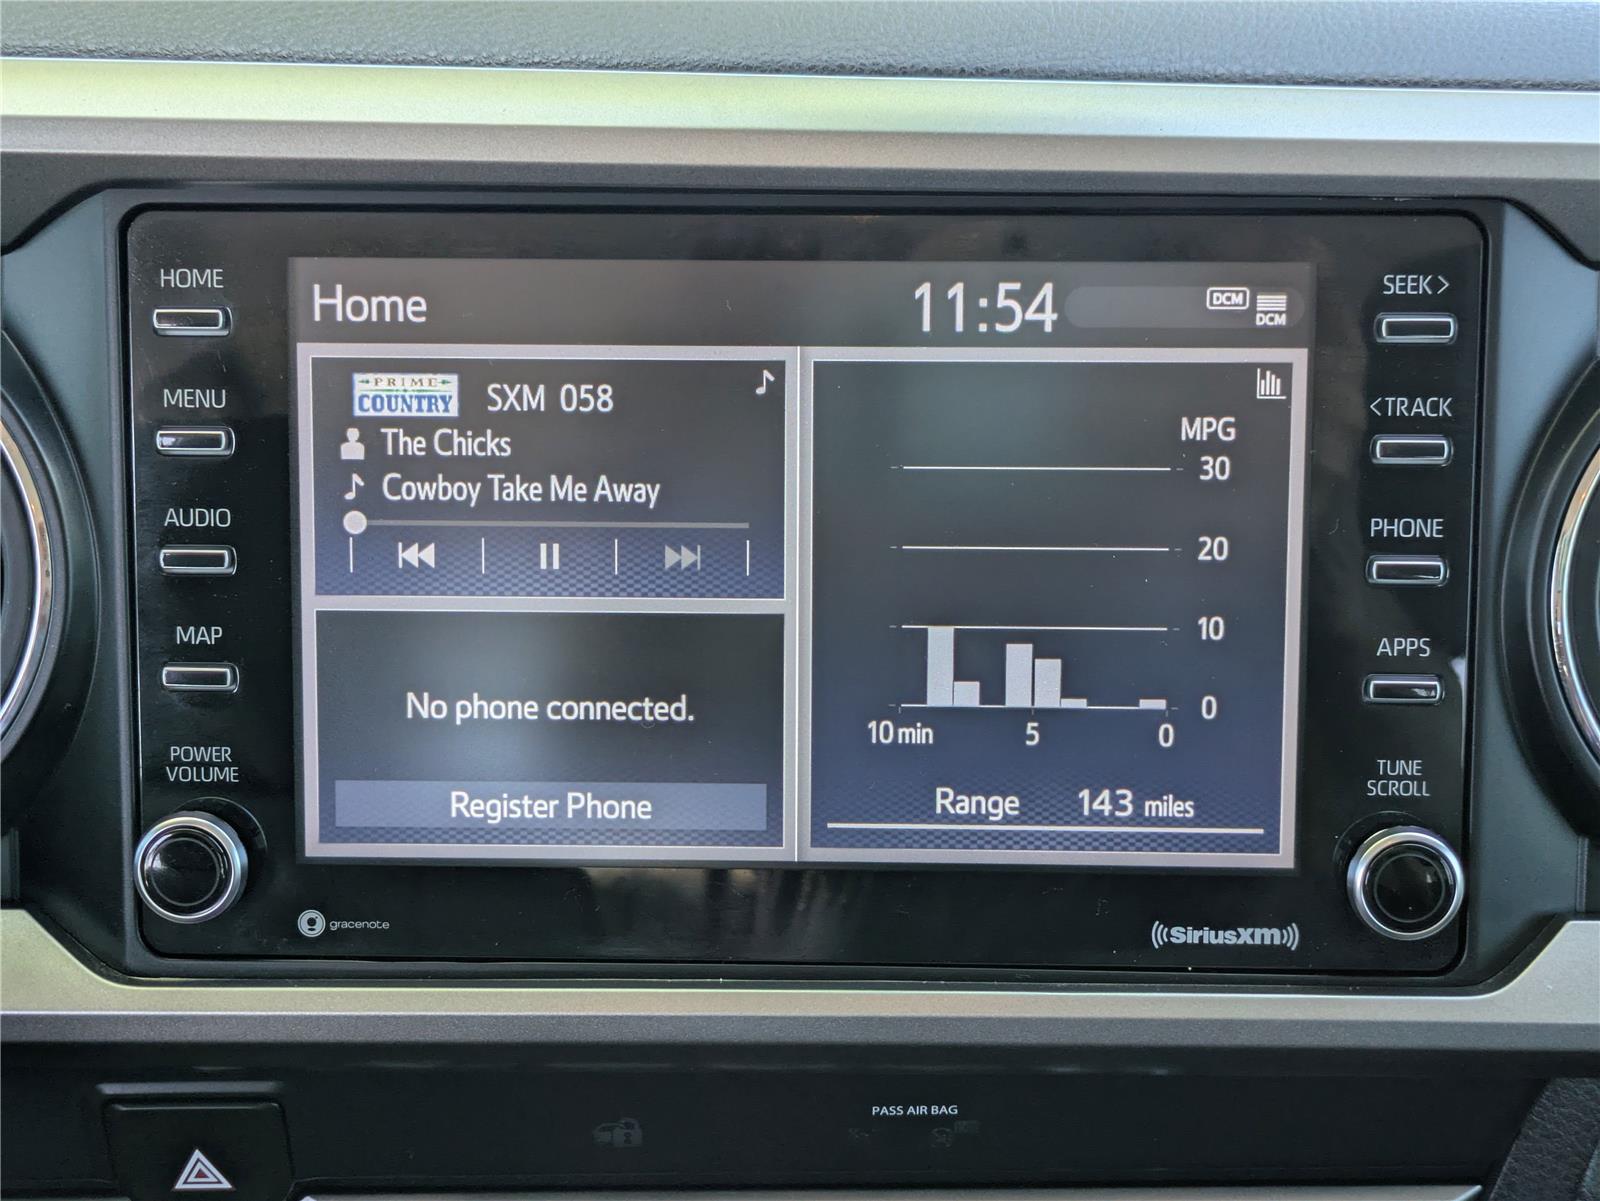 HOME
MENU
AUDIO
MAP
POWER
VOLUME
Home
11:54
DCM
DCM
PRIME
COUNTRY
SXM 058
The Chicks
Cowboy Take Me Away
No phone connected.
Register Phone
MPG
30
20
10
0
10 min 5 0
Range 143 miles
SEEK >
< TRACK
PHONE
APPS
TUNE
SCROLL
gracenote
SiriusXM
PASS AIR BAG